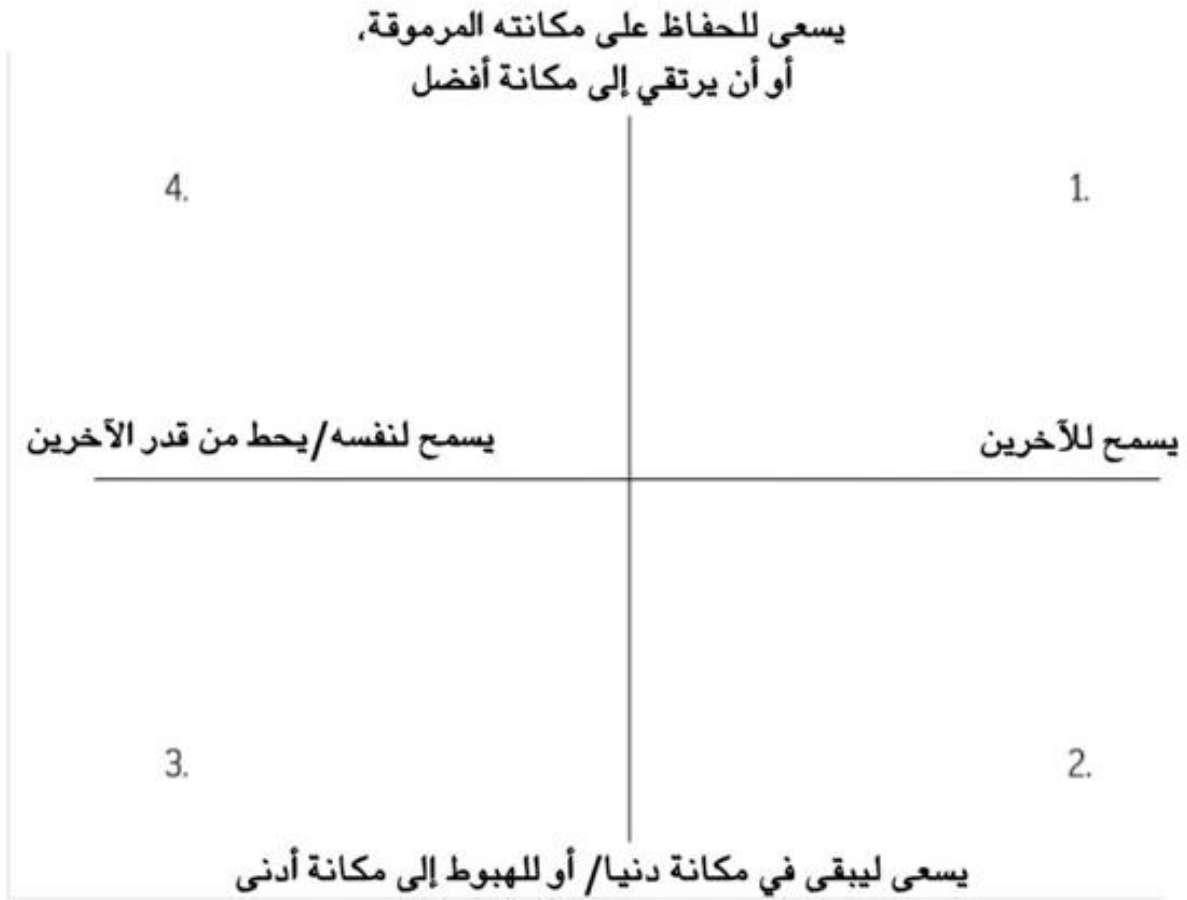 يسعى للحفاظ على مكانته المرموقة،
أو أن يرتقي إلى مكانة أفضل
1.
4.
يسمح للآخرين
يسمح لنفسه/يحط من قدر الآخرين
2.
3.
يسعى ليبقى في مكانة دنيا/ أو للهبوط إلى مكانة أدنى